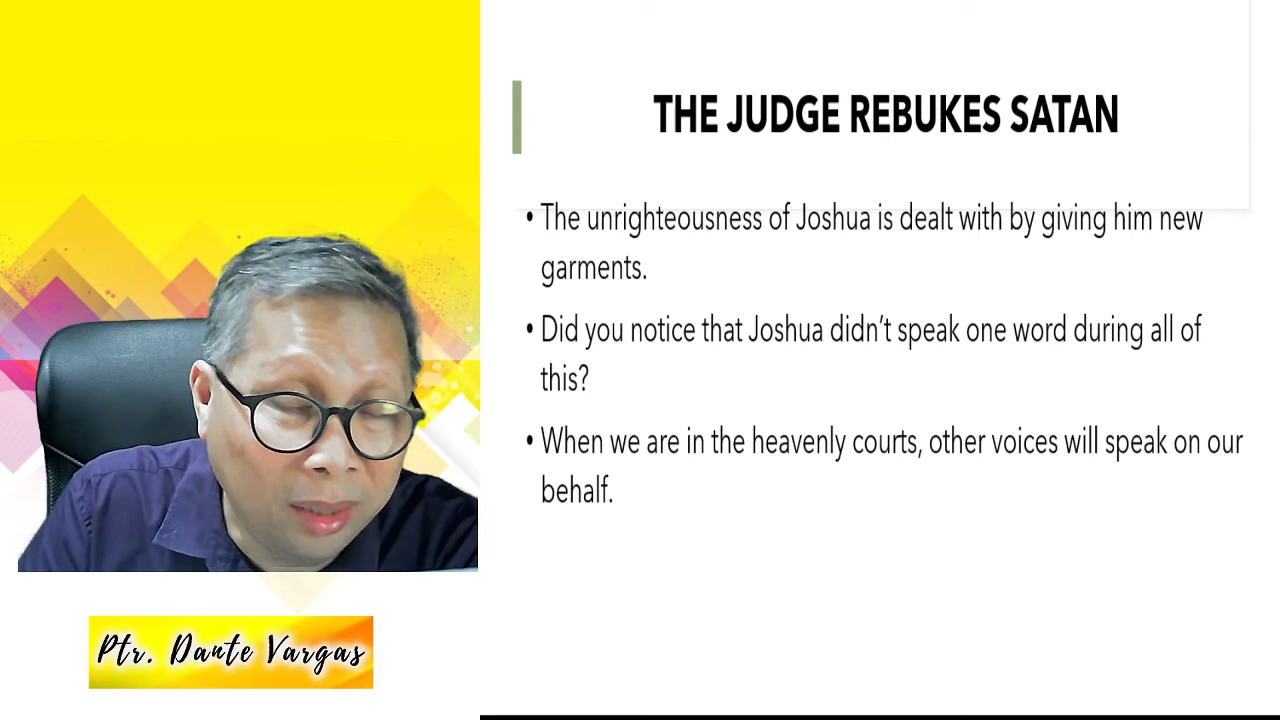 THE JUDGE REBUKES SATAN
• The unrighteousness of Joshua is dealt with by giving him new
garments.
• Did you notice that Joshua didn’t speak one word during all of
this?
• When we are in the heavenly courts, other voices will speak on our
behalf.
Ptr. Dante Vargas